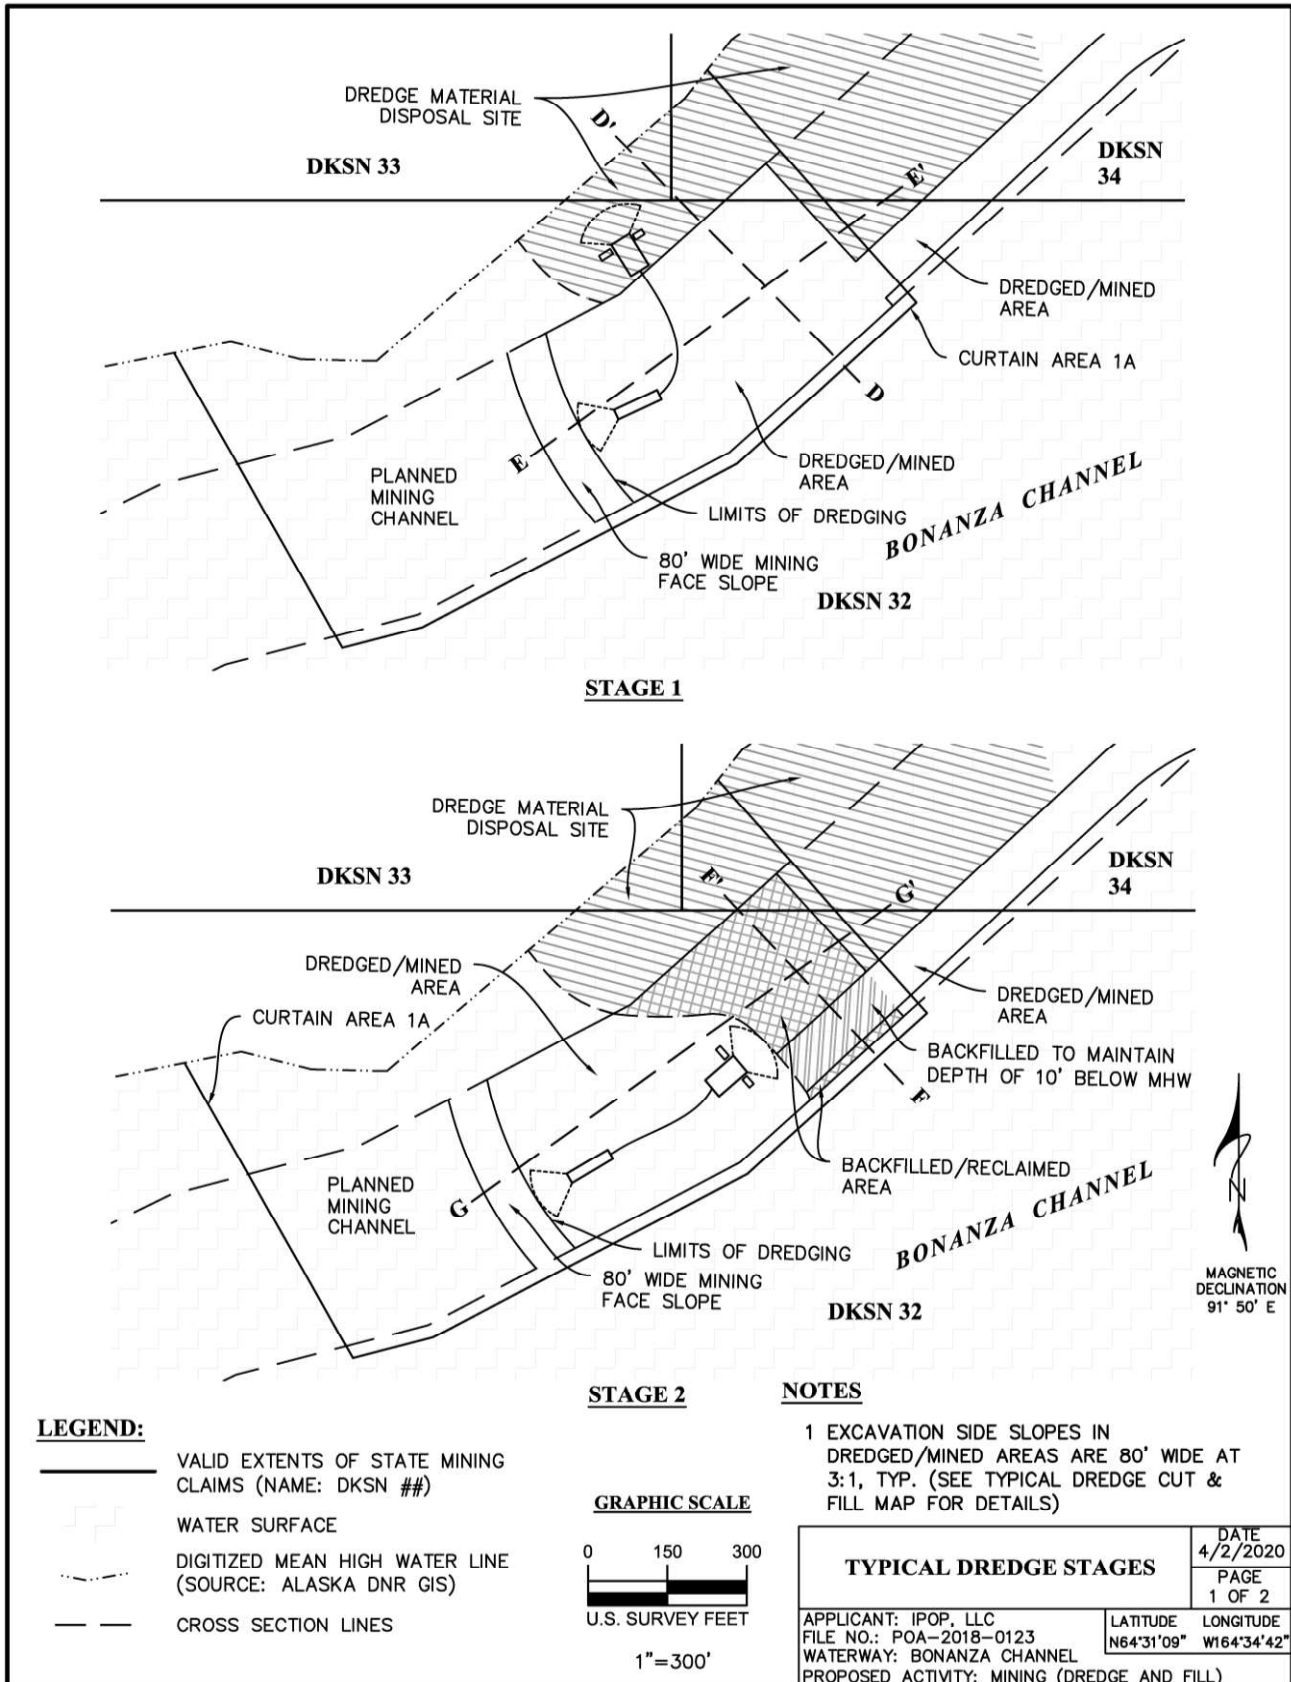 DREDGE MATERIAL
DISPOSAL SITE
D'
DKSN 33
DKSN
34
E'
DREDGED/MINED
AREA
CURTAIN AREA 1A
D
E
PLANNED
MINING
CHANNEL
DREDGED/MINED
AREA
LIMITS OF DREDGING
BONANZA CHANNEL
80' WIDE MINING
FACE SLOPE
DKSN 32
STAGE 1
DREDGE MATERIAL
DISPOSAL SITE
DKSN 33
F'
G'
DKSN
34
DREDGED/MINED
AREA
CURTAIN AREA 1A
DREDGED/MINED
AREA
BACKFILLED TO MAINTAIN
DEPTH OF 10' BELOW MHW
F
BACKFILLED/RECLAIMED
AREA
PLANNED
MINING
CHANNEL
G
LIMITS OF DREDGING
BONANZA CHANNEL
80' WIDE MINING
FACE SLOPE
DKSN 32
N
MAGNETIC
DECLINATION
91° 50' E
STAGE 2
NOTES
1 EXCAVATION SIDE SLOPES IN
DREDGED/MINED AREAS ARE 80' WIDE AT
3:1, TYP. (SEE TYPICAL DREDGE CUT &
FILL MAP FOR DETAILS)
LEGEND:
VALID EXTENTS OF STATE MINING
CLAIMS (NAME: DKSN ##)
WATER SURFACE
DIGITIZED MEAN HIGH WATER LINE
(SOURCE: ALASKA DNR GIS)
CROSS SECTION LINES
GRAPHIC SCALE
0 150 300
U.S. SURVEY FEET
1"=300'
TYPICAL DREDGE STAGES
DATE
4/2/2020
PAGE
1 OF 2
APPLICANT: IPOP, LLC
FILE NO.: POA-2018-0123
WATERWAY: BONANZA CHANNEL
PROPOSED ACTIVITY: MINING (DREDGE AND FILL)
LATITUDE
N64°31'09"
LONGITUDE
W164°34'42"